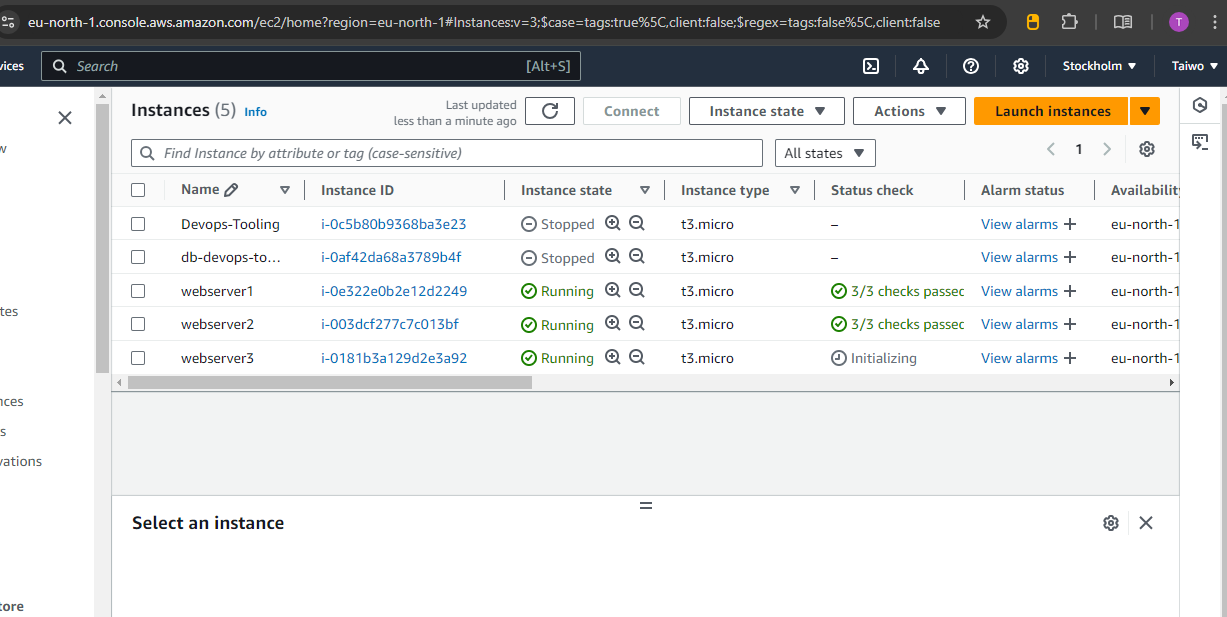 eu-north-1.console.aws.amazon.com/ec2/home?region=eu-north-1#Instances:v=3;$case=tags:true%5C,client:false;$regex=tags:false%5C,client:false
T
vices
Search
[Alt+S]
Stockholm
Taiwo
Instances (5) Info
Last updated
less than a minute ago
Connect
Instance state
Actions
Launch instances
Find Instance by attribute or tag (case-sensitive)
All states
1
Name Instance ID Instance state Instance type Status check Alarm status Availability
Devops-Tooling i-0c5b80b9368ba3e23 Stopped t3.micro – View alarms + eu-north-1
db-devops-to... i-0af42da68a3789b4f Stopped t3.micro – View alarms + eu-north-1
webserver1 i-0e322e0b2e12d2249 Running t3.micro 3/3 checks passed View alarms + eu-north-1
webserver2 i-003dcf277c7c013bf Running t3.micro 3/3 checks passed View alarms + eu-north-1
webserver3 i-0181b3a129d2e3a92 Running t3.micro Initializing View alarms + eu-north-1
w
tes
nces
s
vations
tore
Select an instance